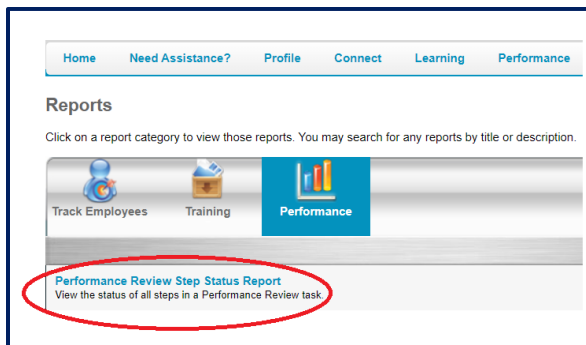 Home Need Assistance? Profile Connect Learning Performance
Reports
Click on a report category to view those reports. You may search for any reports by title or description.
Track Employees Training Performance
Performance Review Step Status Report
View the status of all steps in a Performance Review task.